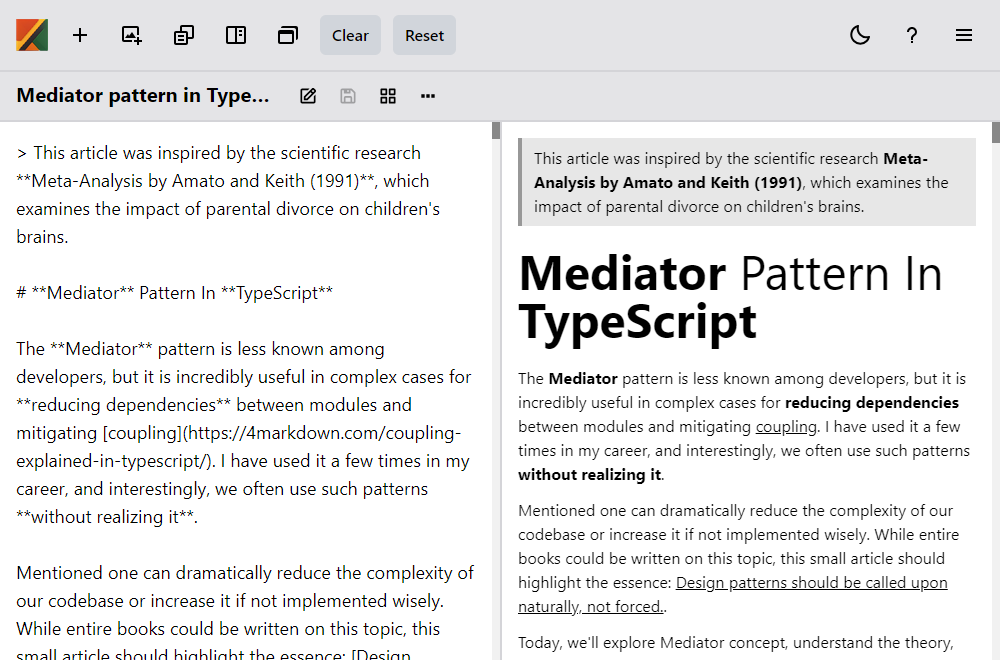 Clear
Reset
?
Mediator pattern in Type...
> This article was inspired by the scientific research
**Meta-Analysis by Amato and Keith (1991)**, which
examines the impact of parental divorce on children's
brains.
# **Mediator** Pattern In **TypeScript**
The **Mediator** pattern is less known among
developers, but it is incredibly useful in complex cases for
**reducing dependencies** between modules and
mitigating [coupling](https://4markdown.com/coupling-
explained-in-typescript/). I have used it a few times in my
career, and interestingly, we often use such patterns
**without realizing it**.
Mentioned one can dramatically reduce the complexity of
our codebase or increase it if not implemented wisely.
While entire books could be written on this topic, this
small article should highlight the essence: [Design
This article was inspired by the scientific research Meta-
Analysis by Amato and Keith (1991), which examines the
impact of parental divorce on children's brains.
Mediator Pattern In
TypeScript
The Mediator pattern is less known among developers, but it is
incredibly useful in complex cases for reducing dependencies
between modules and mitigating coupling. I have used it a few
times in my career, and interestingly, we often use such patterns
without realizing it.
Mentioned one can dramatically reduce the complexity of our
codebase or increase it if not implemented wisely. While entire
books could be written on this topic, this small article should
highlight the essence: Design patterns should be called upon
naturally, not forced..
Today, we'll explore Mediator concept, understand the theory,